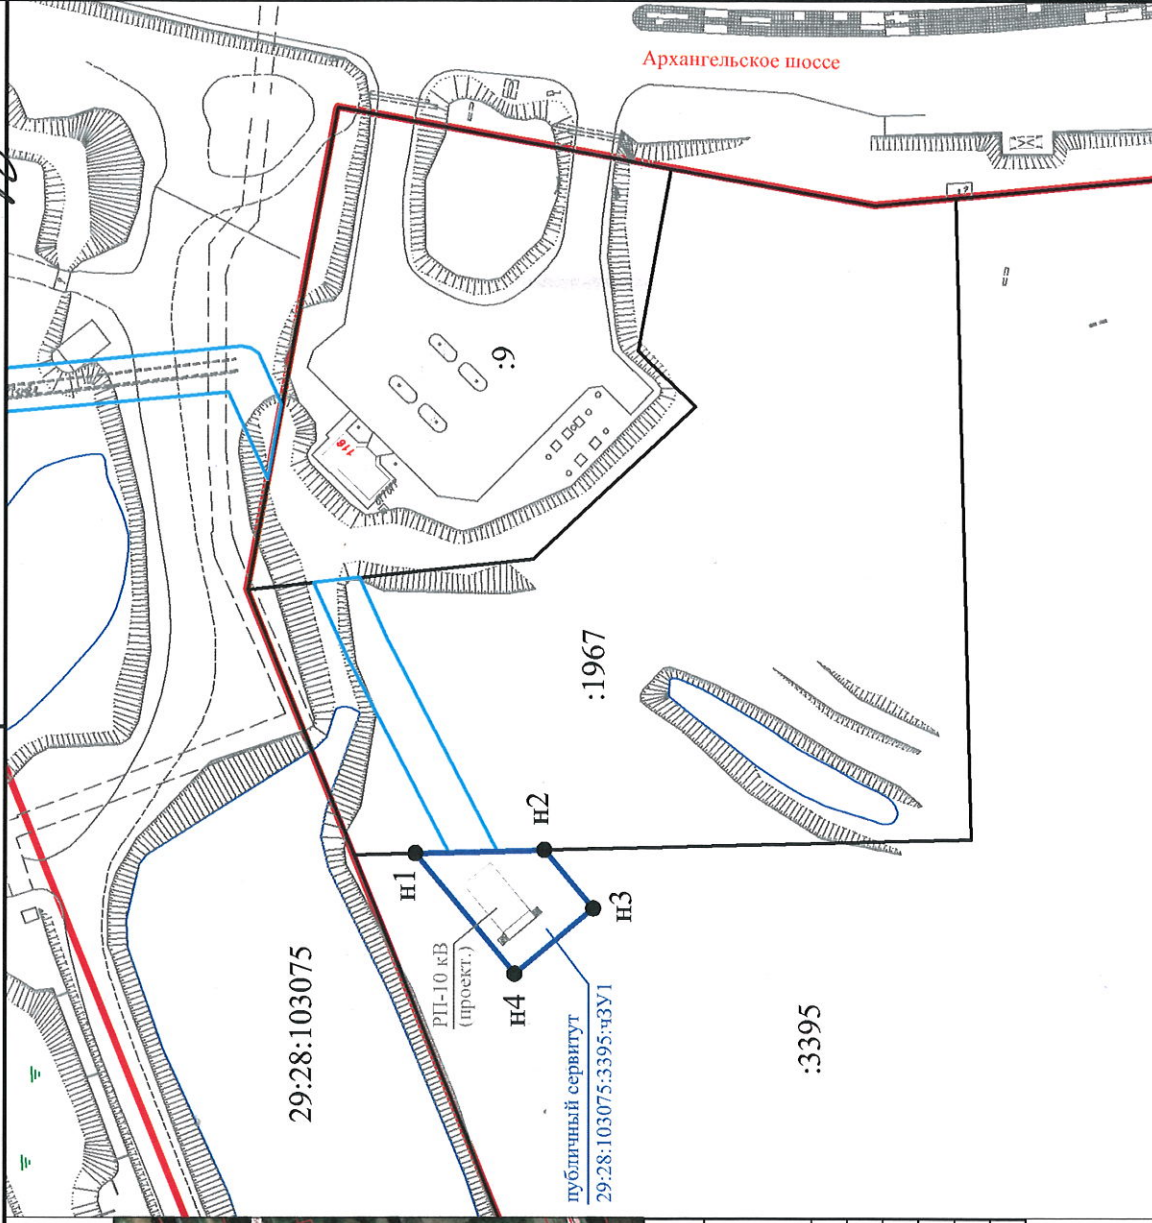 Архангельское шоссе
:9
116
:1967
н1
н2
н3
н4
РП-10 кВ
(проект.)
29:28:103075
публичный сервитут
29:28:103075:3395:чЗУ1
:3395